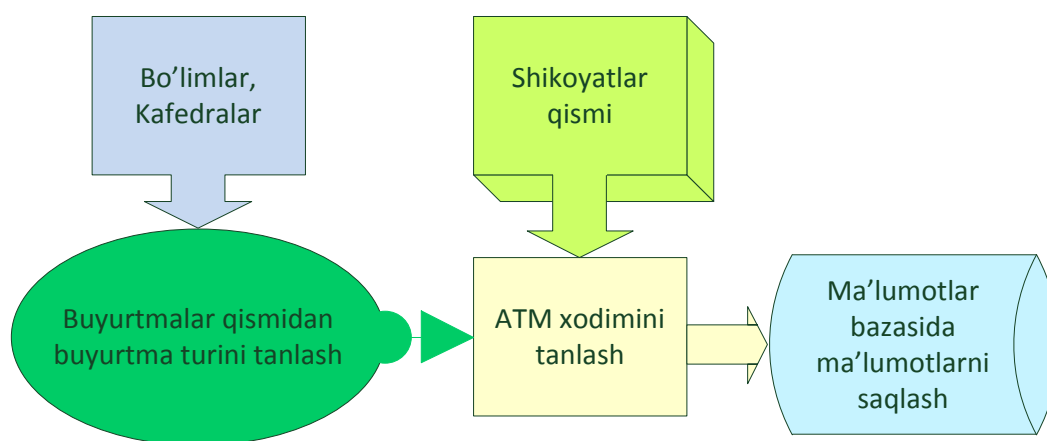 Bo’limlar,
Kafedralar
Shikoyatlar
qismi
Buyurtmalar qismidan
buyurtma turini tanlash
ATM xodimini
tanlash
Ma’lumotlar
bazasida
ma’lumotlarni
saqlash